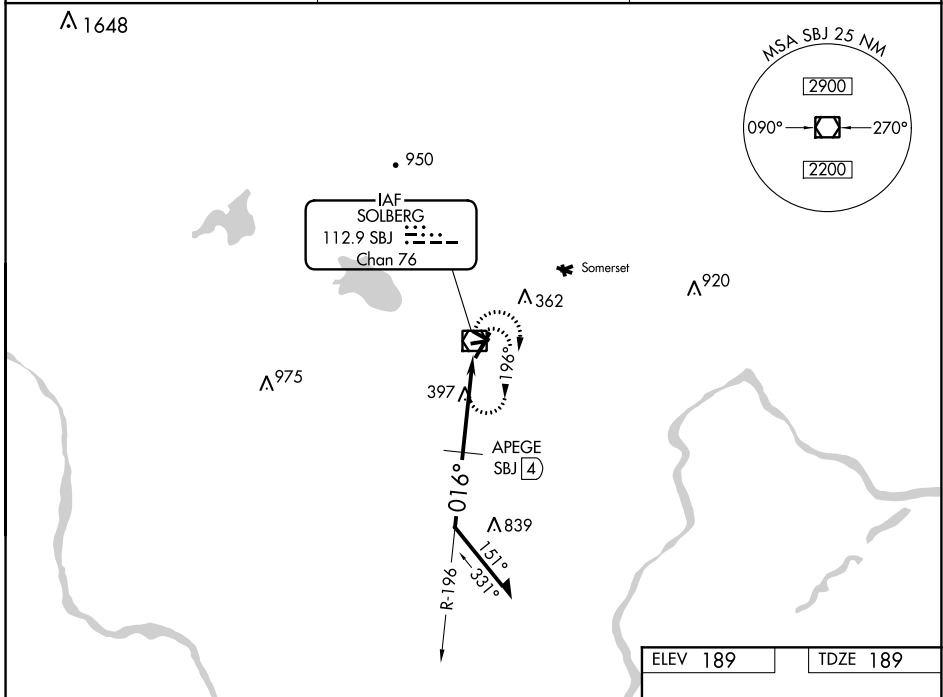 1648
MSA SBJ 25 NM
2900
090°
270°
2200
950
IAF
SOLBERG
112.9 SBJ
Chan 76
Somerset
920
362
975
196°
397
APEGE
SBJ 4
016°
839
151°
331°
R-196
ELEV 189
TDZE 189